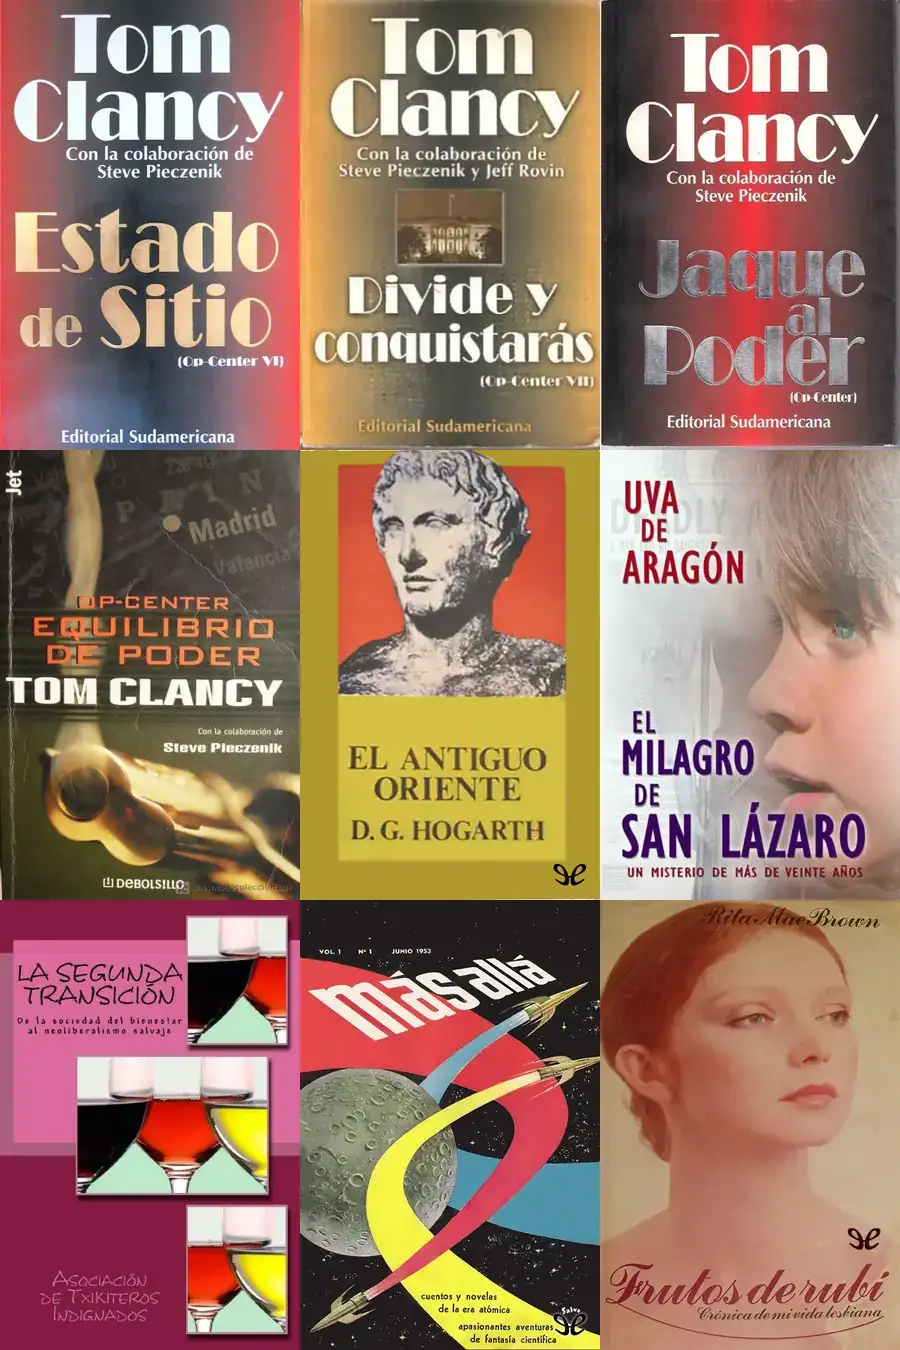 Tom
Clancy
Con la colaboración de
Steve Pieczenik
Estado
de Sitio
(Op-Center VI)
Editorial Sudamericana
Tom
Clancy
Con la colaboración de
Steve Pieczenik y Jeff Rovin
Divide y
conquistarás
(Op-Center VII)
Editorial Sudamericana
Tom
Clancy
Con la colaboración de
Steve Pieczenik
Jaque
al
Poder
(Op-Center)
Editorial Sudamericana
Jet
Zaragoza
Madrid
Valencia
OP-CENTER
EQUILIBRIO
DE PODER
TOM CLANCY
Con la colaboración de
Steve Pieczenik
DEBOLSILLO
EL ANTIGUO
ORIENTE
D. G. HOGARTH
UVA
DE
ARAGÓN
EL
MILAGRO
DE
SAN LÁZARO
UN MISTERIO DE MÁS DE VEINTE AÑOS
LA SEGUNDA
TRANSICIÓN
De la sociedad del bienestar
al neoliberalismo salvaje
ASOCIACIÓN
DE TXIKITEROS
INDIGNADOS
VOL. 1 Nº 1 JUNIO 1953
más allá
cuentos y novelas
de la era atómica
apasionantes aventuras
de fantasía científica
Salva
Rita Mae Brown
Frutos de rubí
Crónica de mi vida lesbiana